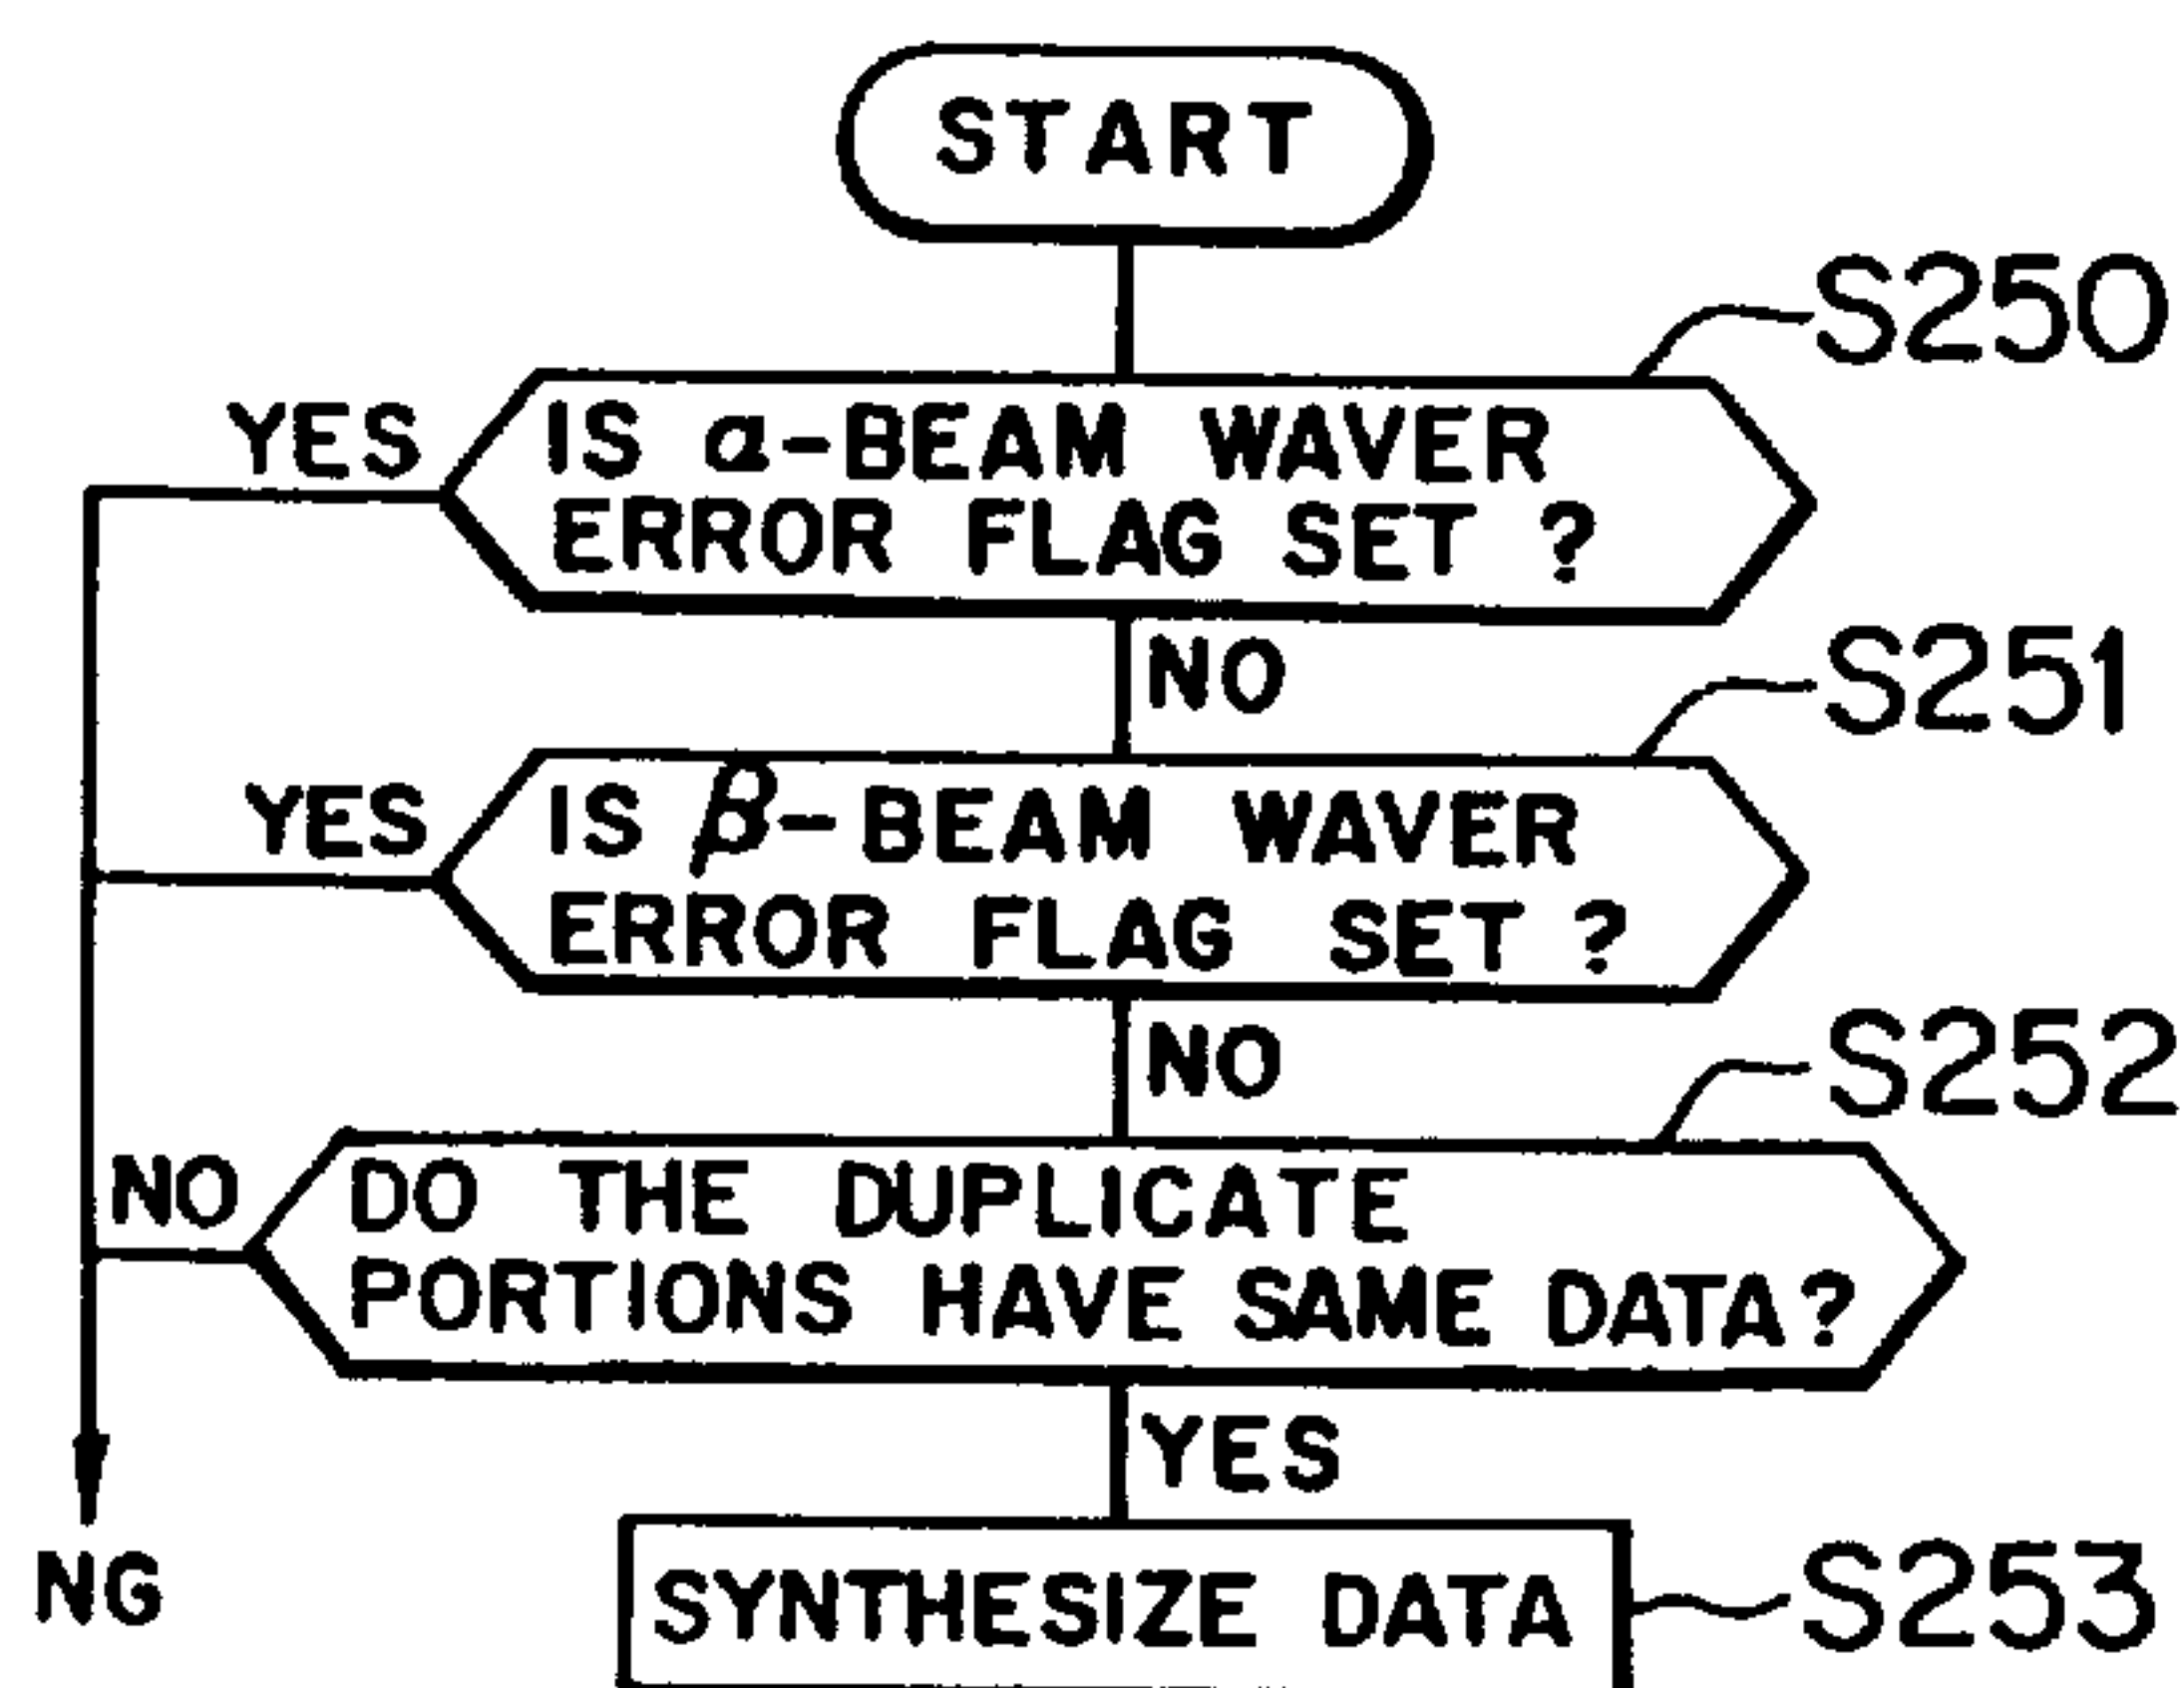 START
S250
YES
IS α-BEAM WAVER
ERROR FLAG SET ?
NO
S251
YES
IS β-BEAM WAVER
ERROR FLAG SET ?
NO
S252
NO
DO THE DUPLICATE
PORTIONS HAVE SAME DATA?
YES
NG
SYNTHESIZE DATA
S253